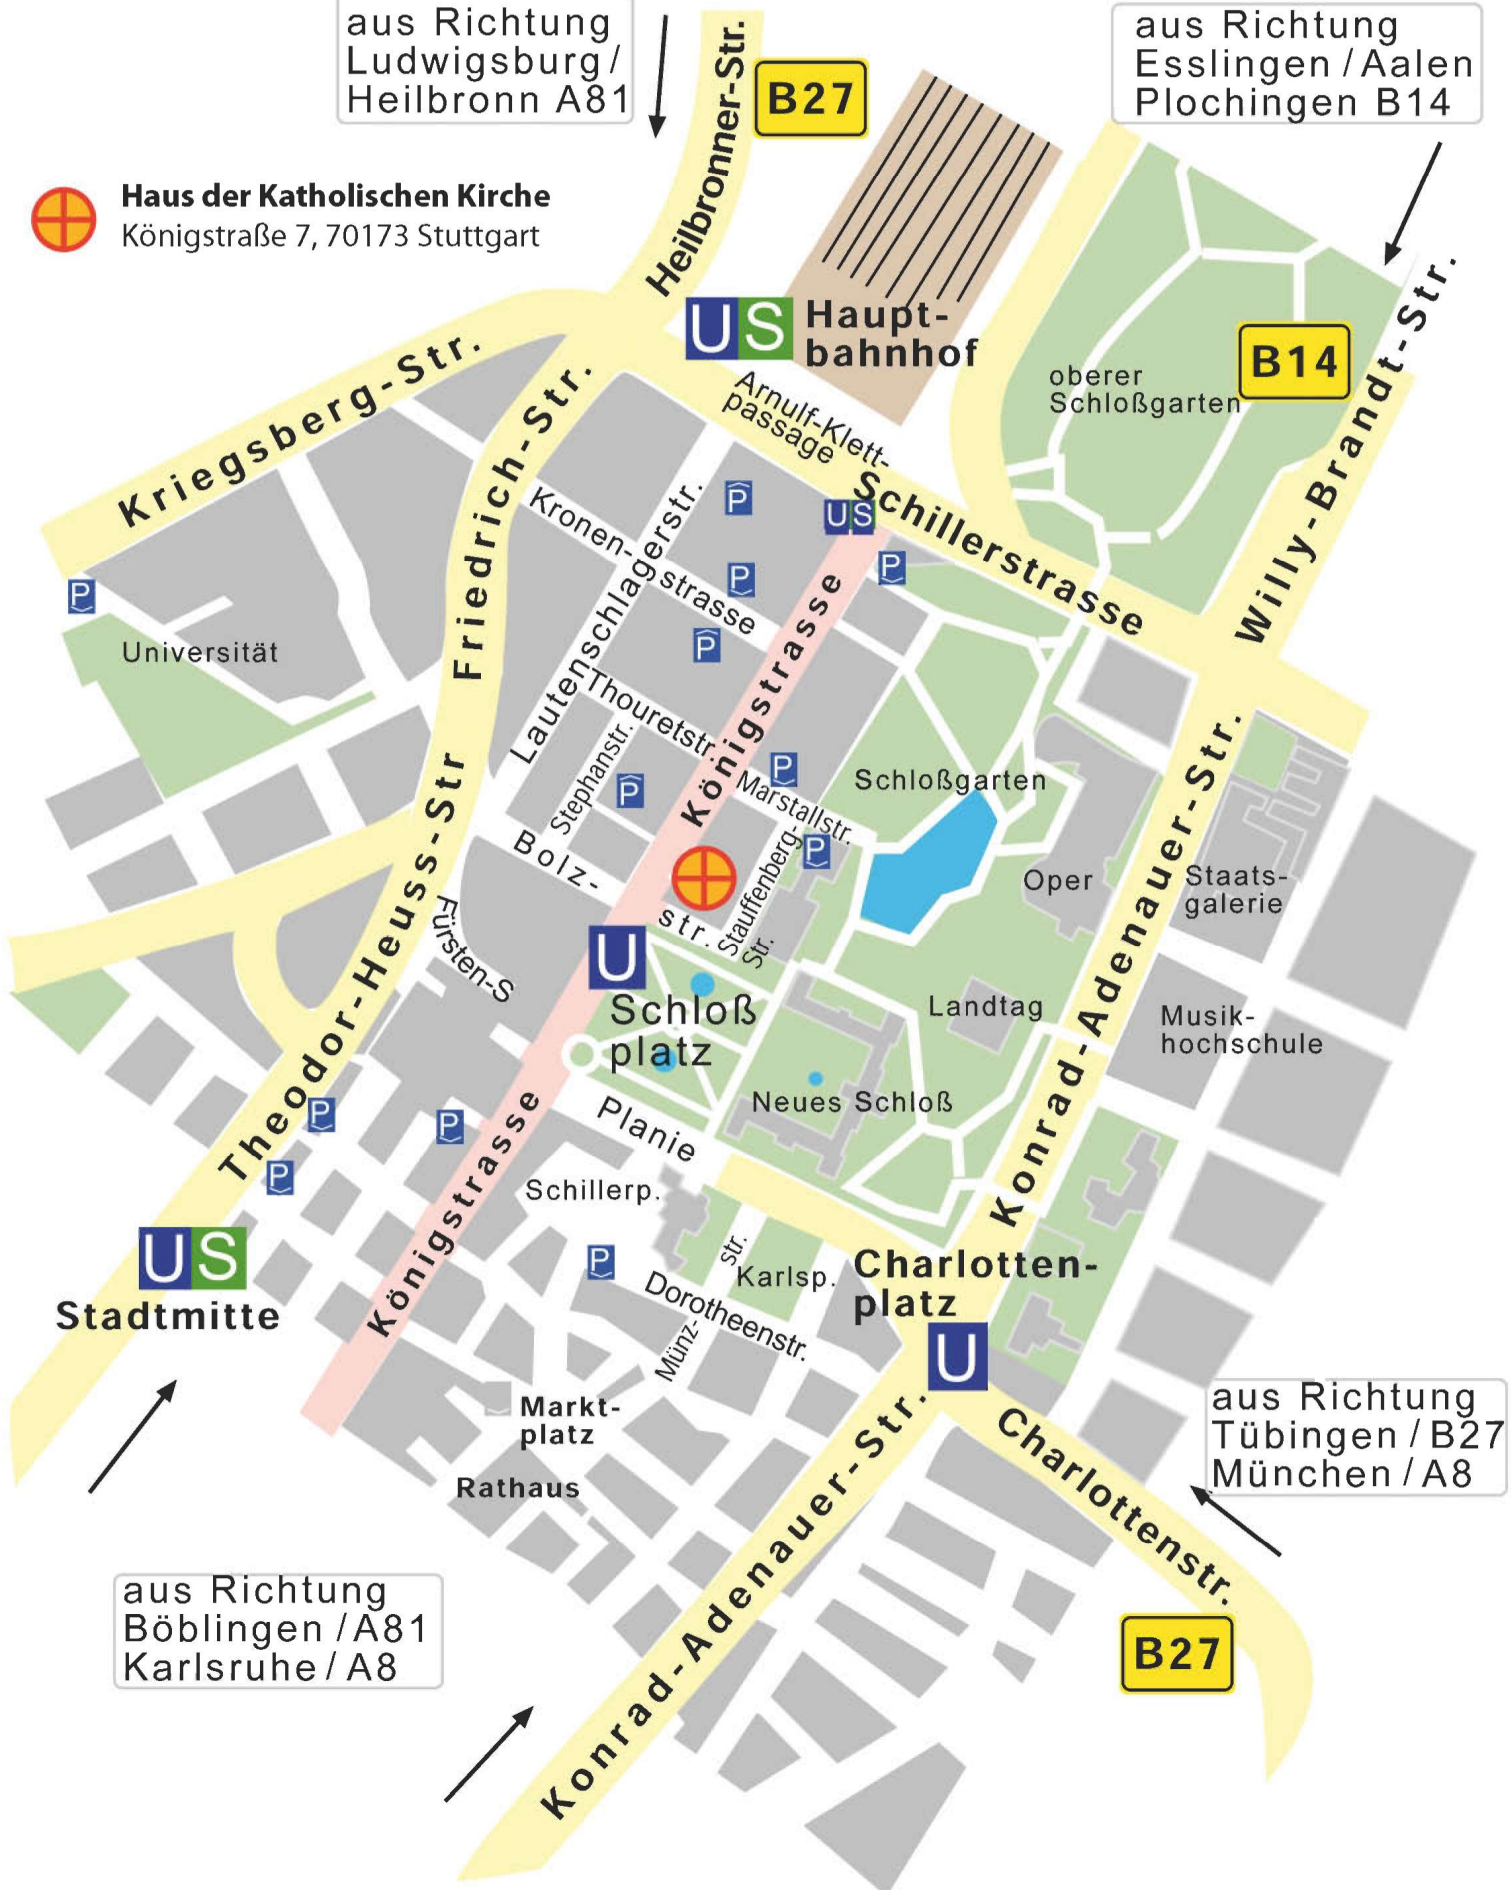 aus Richtung
Ludwigsburg /
Heilbronn A81
Heilbronner-Str.
B27
aus Richtung
Esslingen / Aalen
Plochingen B14
Haus der Katholischen Kirche
Königstraße 7, 70173 Stuttgart
US
Haupt-
bahnhof
B14
Willy-Brandt-Str.
oberer
Schloßgarten
Kriegsberg-Str.
Friedrich-Str.
Arnulf-Klett-
passage
Schillerstrasse
P
US
P
P
P
P
Kronen-
strasse
Lautenschlagerstr.
Königstrasse
Universität
Thouretstr.
Stephanstr.
P
P
Marstallstr.
P
Schloßgarten
Stauffenberg-
Str.
Bolz-
str.
Oper
Staats-
galerie
Konrad-Adenauer-Str.
Theodor-Heuss-Str
Fürsten-S
U
Schloß
platz
Landtag
Musik-
hochschule
Neues Schloß
Planie
P
P
P
Königstrasse
Schillerp.
US
Stadtmitte
P
Karlsp.
Dorotheenstr.
Münz-
str.
Charlotten-
platz
U
Markt-
platz
Rathaus
aus Richtung
Tübingen / B27
München / A8
Charlottenstr.
Konrad-Adenauer-Str.
aus Richtung
Böblingen / A81
Karlsruhe / A8
B27